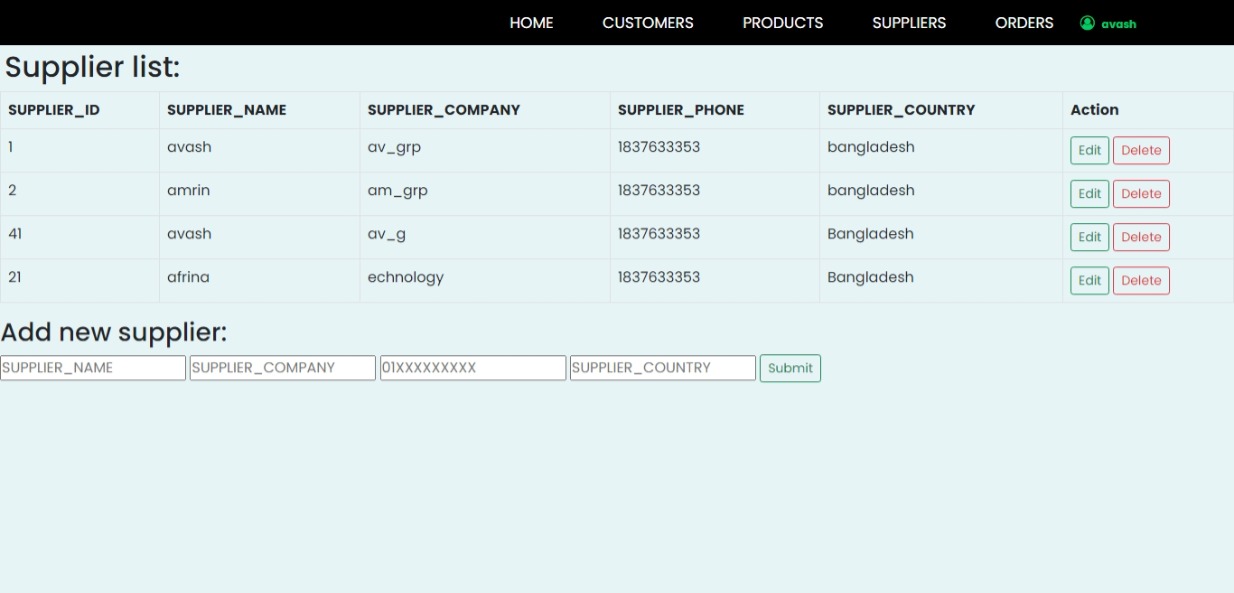 HOME CUSTOMERS PRODUCTS SUPPLIERS ORDERS avash
Supplier list:
SUPPLIER_ID SUPPLIER_NAME SUPPLIER_COMPANY SUPPLIER_PHONE SUPPLIER_COUNTRY Action
1 avash av_grp 1837633353 bangladesh Edit Delete
2 amrin am_grp 1837633353 bangladesh Edit Delete
41 avash av_g 1837633353 Bangladesh Edit Delete
21 afrina echnology 1837633353 Bangladesh Edit Delete
Add new supplier:
SUPPLIER_NAME SUPPLIER_COMPANY 01XXXXXXXXX SUPPLIER_COUNTRY Submit